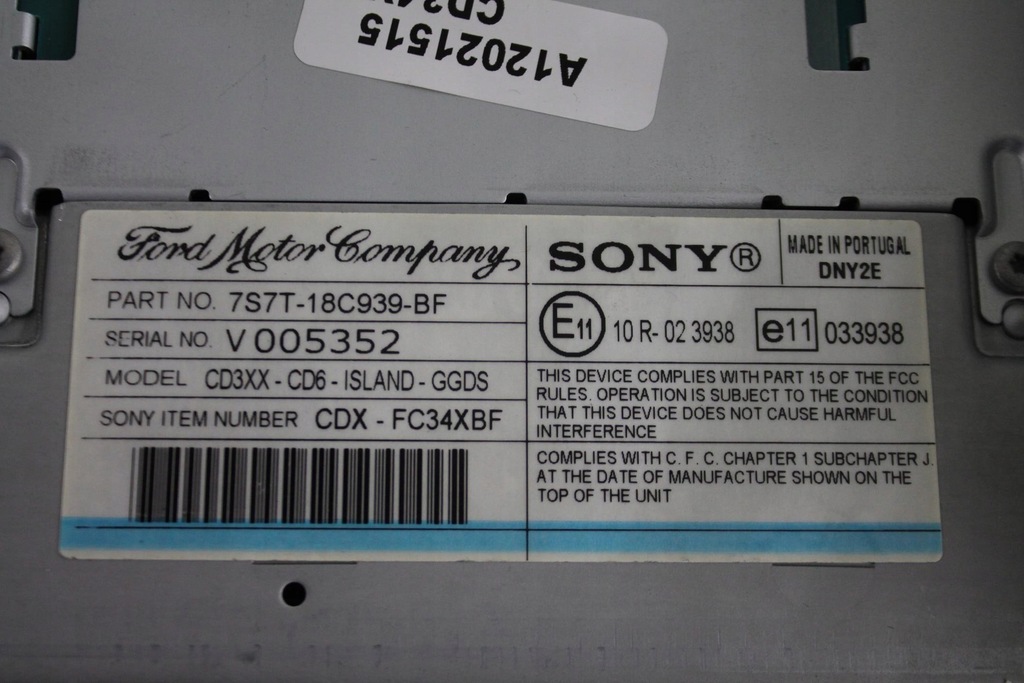 A12021515
Ford Motor Company
PART NO. 7S7T-18C939-BF
SERIAL NO. V005352
MODEL CD3XX - CD6 - ISLAND - GGDS
SONY ITEM NUMBER CDX - FC34XBF
SONY®
MADE IN PORTUGAL
DNY2E
E11 10 R- 02 3938 e11 033938
THIS DEVICE COMPLIES WITH PART 15 OF THE FCC
RULES. OPERATION IS SUBJECT TO THE CONDITION
THAT THIS DEVICE DOES NOT CAUSE HARMFUL
INTERFERENCE
COMPLIES WITH C. F. C. CHAPTER 1 SUBCHAPTER J.
AT THE DATE OF MANUFACTURE SHOWN ON THE
TOP OF THE UNIT